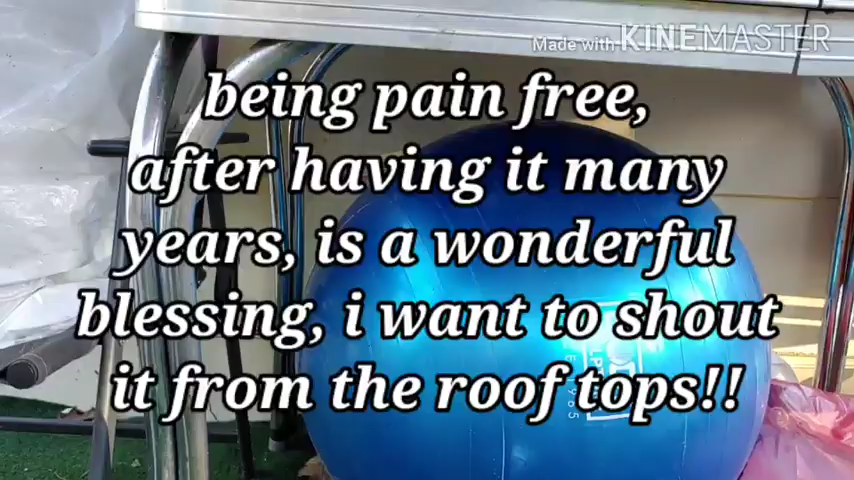 Made with KINEMASTER
being pain free,
after having it many
years, is a wonderful
blessing, i want to shout
it from the roof tops!!